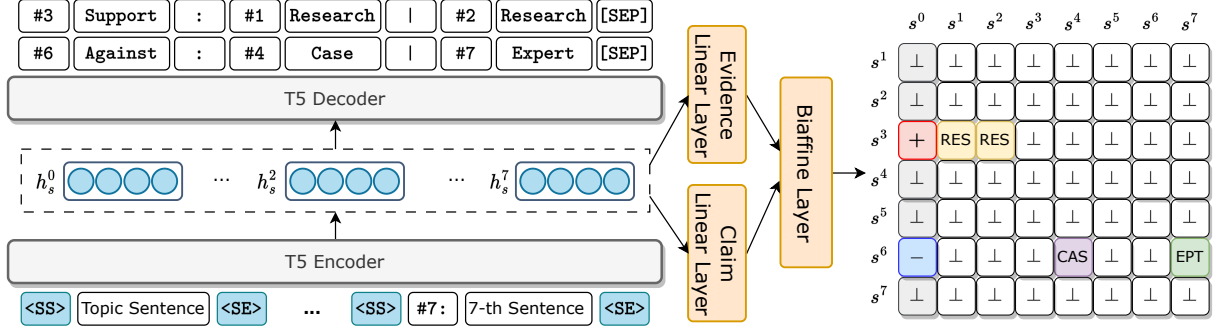 #3 Support : #1 Research | #2 Research [SEP]
#6 Against : #4 Case | #7 Expert [SEP]
T5 Decoder
h_s^0 ... h_s^2 ... h_s^7
T5 Encoder
<SS> Topic Sentence <SE> ... <SS> #7: 7-th Sentence <SE>
Evidence
Linear Layer
Claim
Linear Layer
Biaffine Layer
s^0 s^1 s^2 s^3 s^4 s^5 s^6 s^7
s^1 ⊥ ⊥ ⊥ ⊥ ⊥ ⊥ ⊥ ⊥
s^2 ⊥ ⊥ ⊥ ⊥ ⊥ ⊥ ⊥ ⊥
s^3 + RES RES ⊥ ⊥ ⊥ ⊥ ⊥
s^4 ⊥ ⊥ ⊥ ⊥ ⊥ ⊥ ⊥ ⊥
s^5 ⊥ ⊥ ⊥ ⊥ ⊥ ⊥ ⊥ ⊥
s^6 − ⊥ ⊥ ⊥ CAS ⊥ ⊥ EPT
s^7 ⊥ ⊥ ⊥ ⊥ ⊥ ⊥ ⊥ ⊥